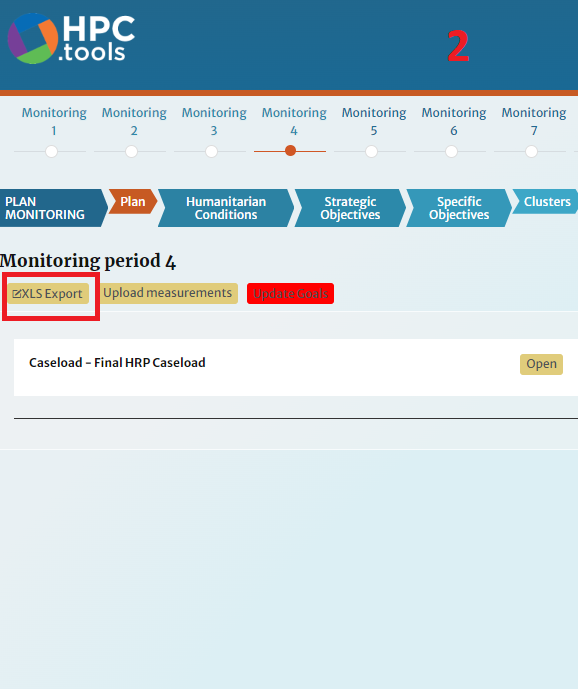 HPC
.tools
2
Monitoring 1
Monitoring 2
Monitoring 3
Monitoring 4
Monitoring 5
Monitoring 6
Monitoring 7
PLAN
MONITORING
Plan
Humanitarian
Conditions
Strategic
Objectives
Specific
Objectives
Clusters
Monitoring period 4
XLS Export
Upload measurements
Update Goals
Caseload - Final HRP Caseload
Open